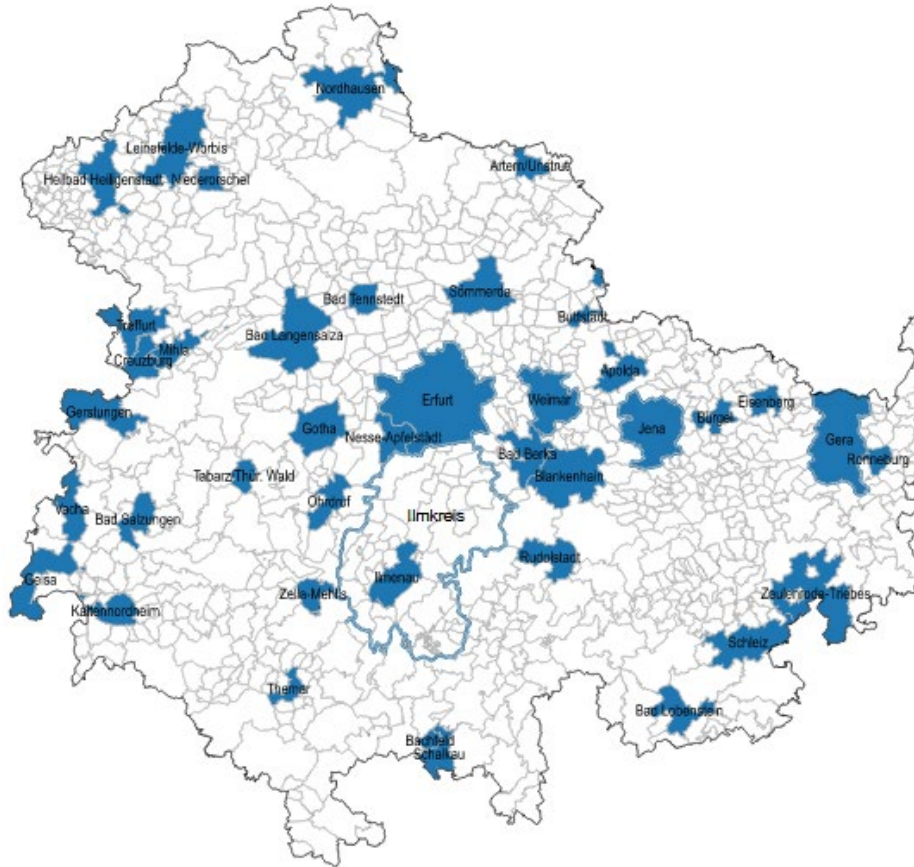 Nordhausen
Leinefelde-Worbis
Artern/Unstrut
Heilbad Heiligenstadt
Niederorschel
Bad Tennstedt
Sömmerda
Buttstädt
Treffurt
Bad Langensalza
Mihla
Creuzburg
Apolda
Erfurt
Weimar
Eisenberg
Gerstungen
Bürgel
Gotha
Jena
Nesse-Apfelstädt
Gera
Bad Berka
Ronneburg
Tabarz/Thür. Wald
Blankenhain
Ohrdruf
Vacha
Ilmkreis
Bad Salzungen
Rudolstadt
Geisa
Ilmenau
Zella-Mehlis
Zeulenrode-Triebes
Kaltennordheim
Schleiz
Themar
Bad Lobenstein
Bachfeld
Schalkau